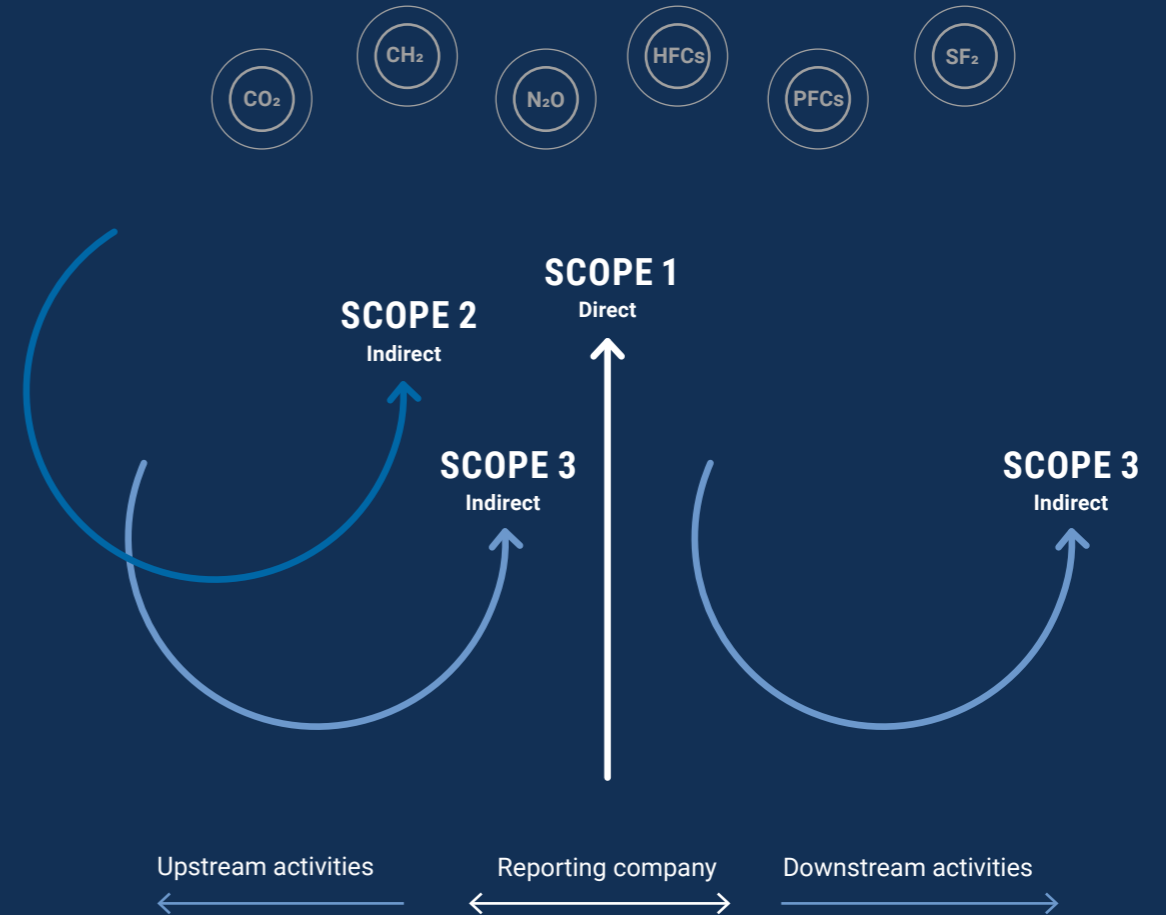 CO₂
CH₂
N₂O
HFCs
PFCs
SF₂
SCOPE 1
Direct
SCOPE 2
Indirect
SCOPE 3
Indirect
SCOPE 3
Indirect
Upstream activities
Reporting company
Downstream activities